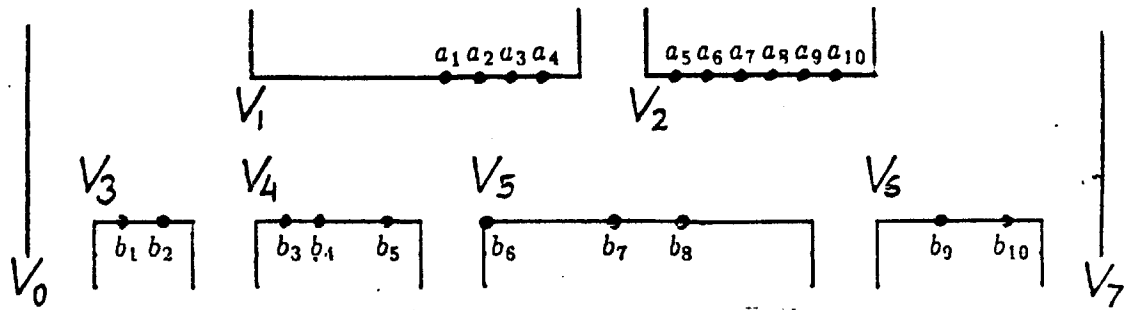 a₁ a₂ a₃ a₄ a₅ a₆ a₇ a₈ a₉ a₁₀
V₁ V₂
V₃ V₄ V₅ V₆
b₁ b₂ b₃ b₄ b₅ b₆ b₇ b₈ b₉ b₁₀
V₀ V₇